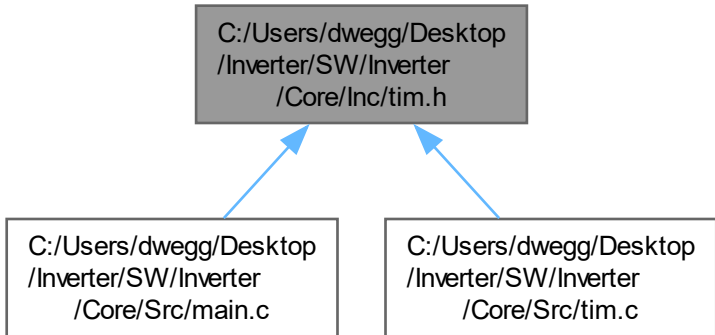 C:/Users/dwegg/Desktop
/Inverter/SW/Inverter
/Core/Inc/tim.h
C:/Users/dwegg/Desktop
/Inverter/SW/Inverter
/Core/Src/main.c
C:/Users/dwegg/Desktop
/Inverter/SW/Inverter
/Core/Src/tim.c